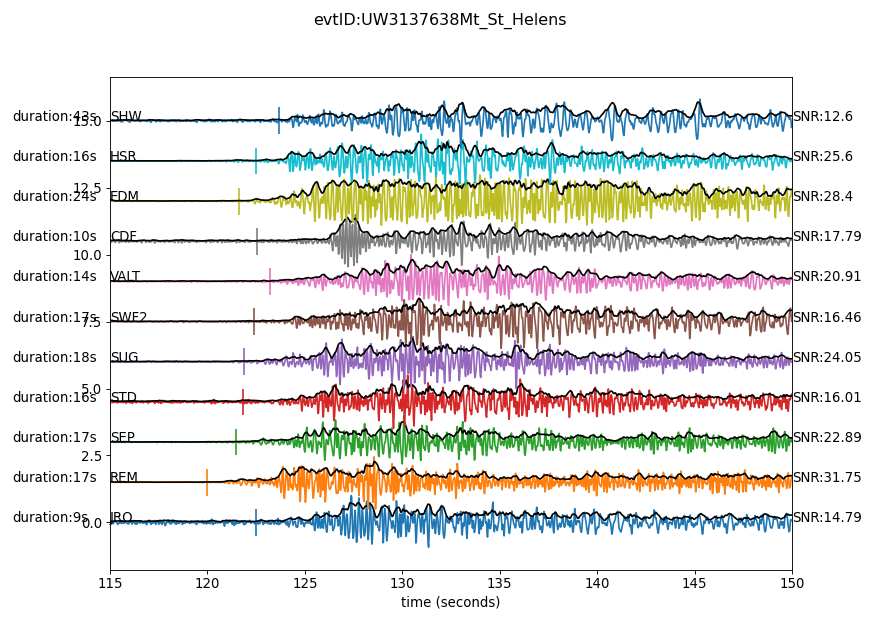 evtID:UW3137638Mt_St_Helens
duration:43s SHW SNR:12.6
15.0
duration:16s HSR SNR:25.6
12.5
duration:24s EDM SNR:28.4
duration:10s CDF SNR:17.79
10.0
duration:14s VALT SNR:20.91
duration:17s SWF2 SNR:16.46
7.5
duration:18s SUG SNR:24.05
5.0
duration:16s STD SNR:16.01
duration:17s SEP SNR:22.89
2.5
duration:17s REM SNR:31.75
duration:9s JRO SNR:14.79
0.0
115 120 125 130 135 140 145 150
time (seconds)